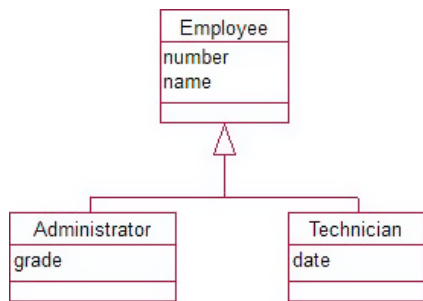 Employee
number
name
Administrator
grade
Technician
date